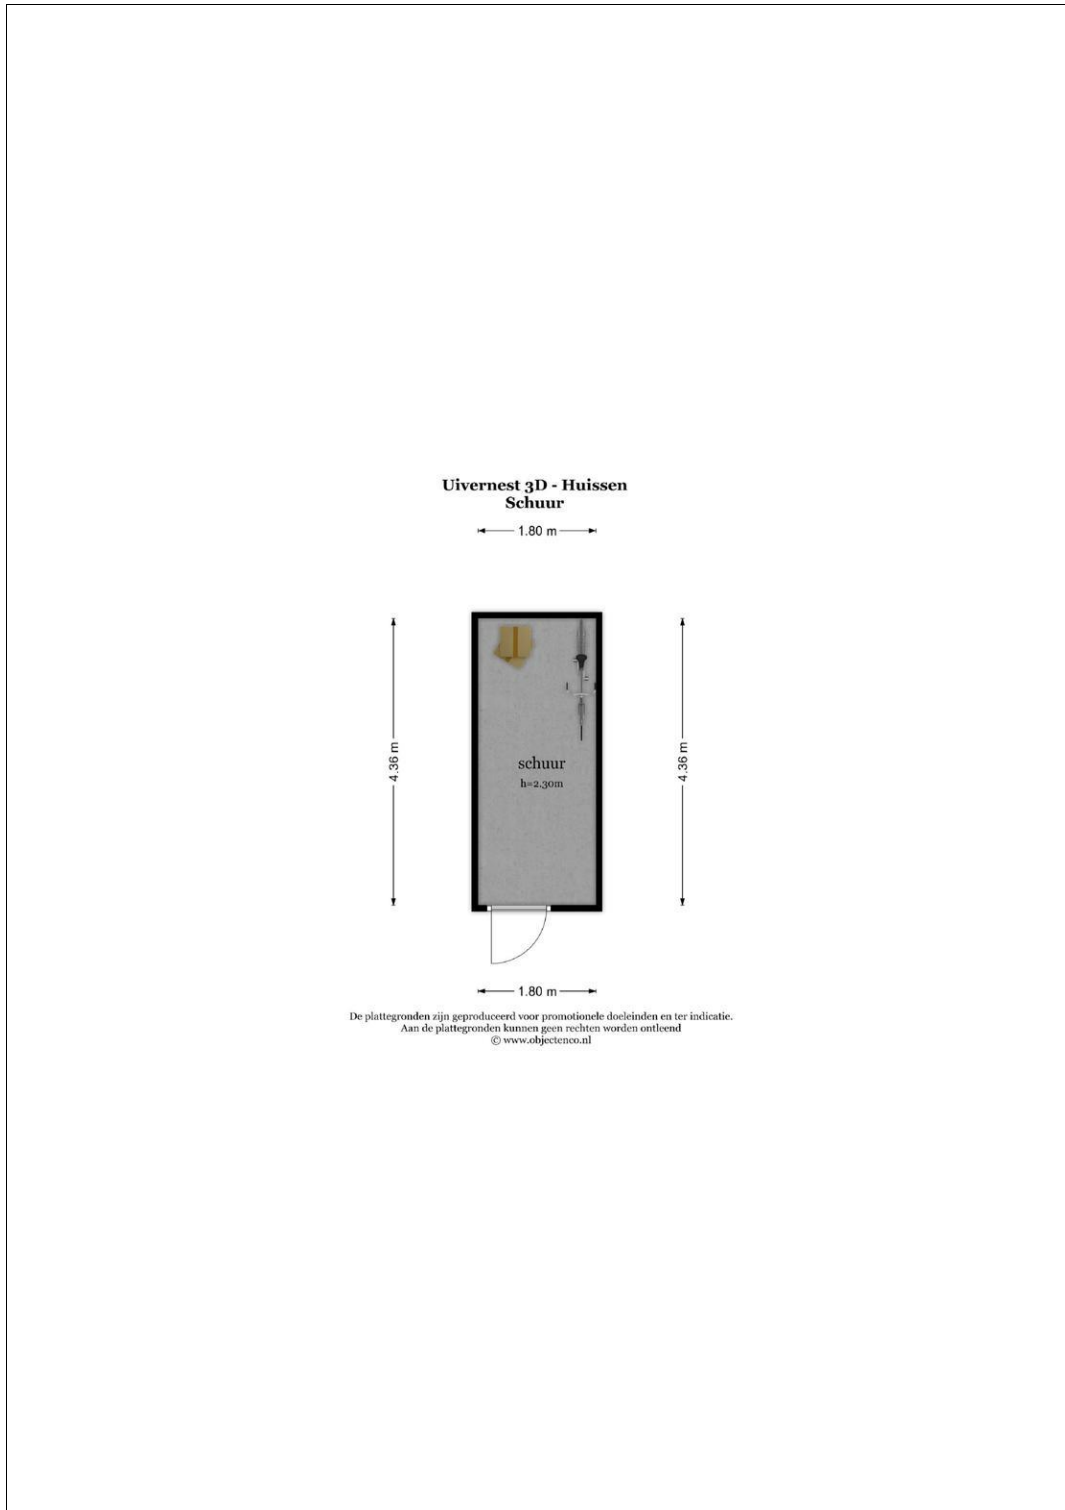 Uivernest 3D - Huissen
Schuur
1.80 m
4.36 m
4.36 m
schuur
h=2.30m
1.80 m
De plattegronden zijn geproduceerd voor promotionele doeleinden en ter indicatie.
Aan de plattegronden kunnen geen rechten worden ontleend
© www.objectenco.nl